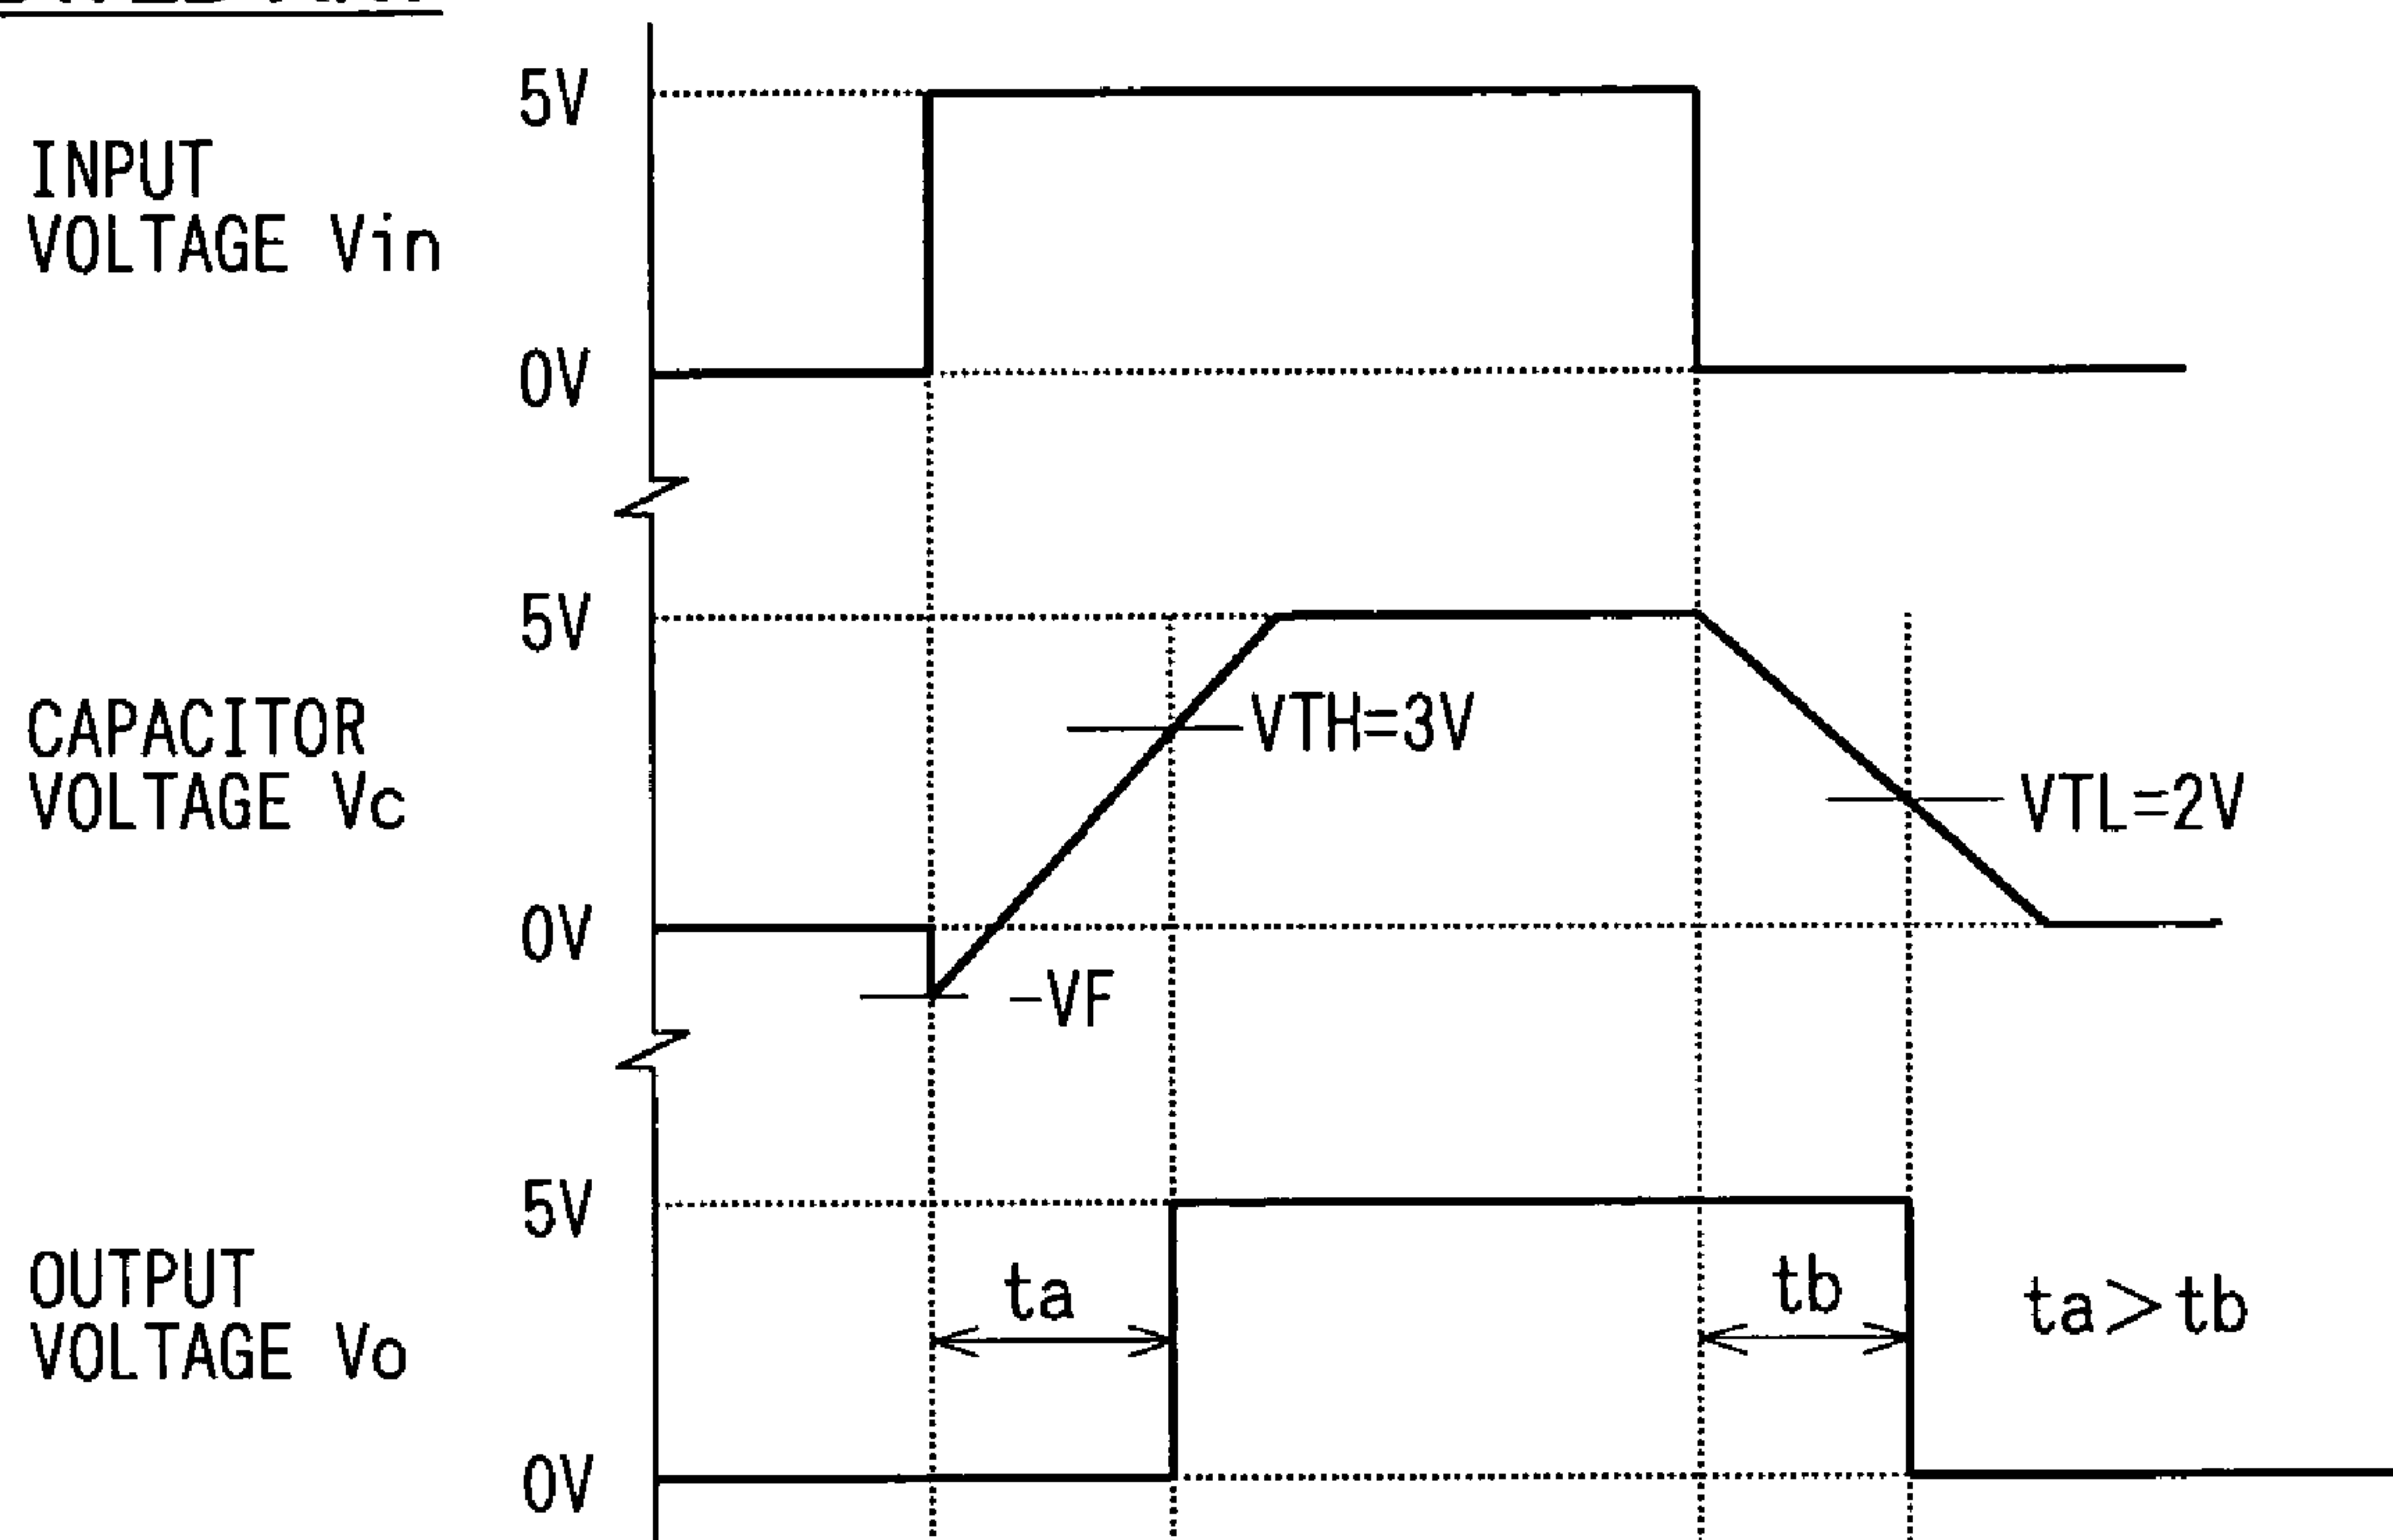 5V
INPUT
VOLTAGE Vin
0V
5V
VTH=3V
CAPACITOR
VOLTAGE Vc
VTL=2V
0V
-VF
5V
OUTPUT
VOLTAGE Vo
ta
tb
ta>tb
0V